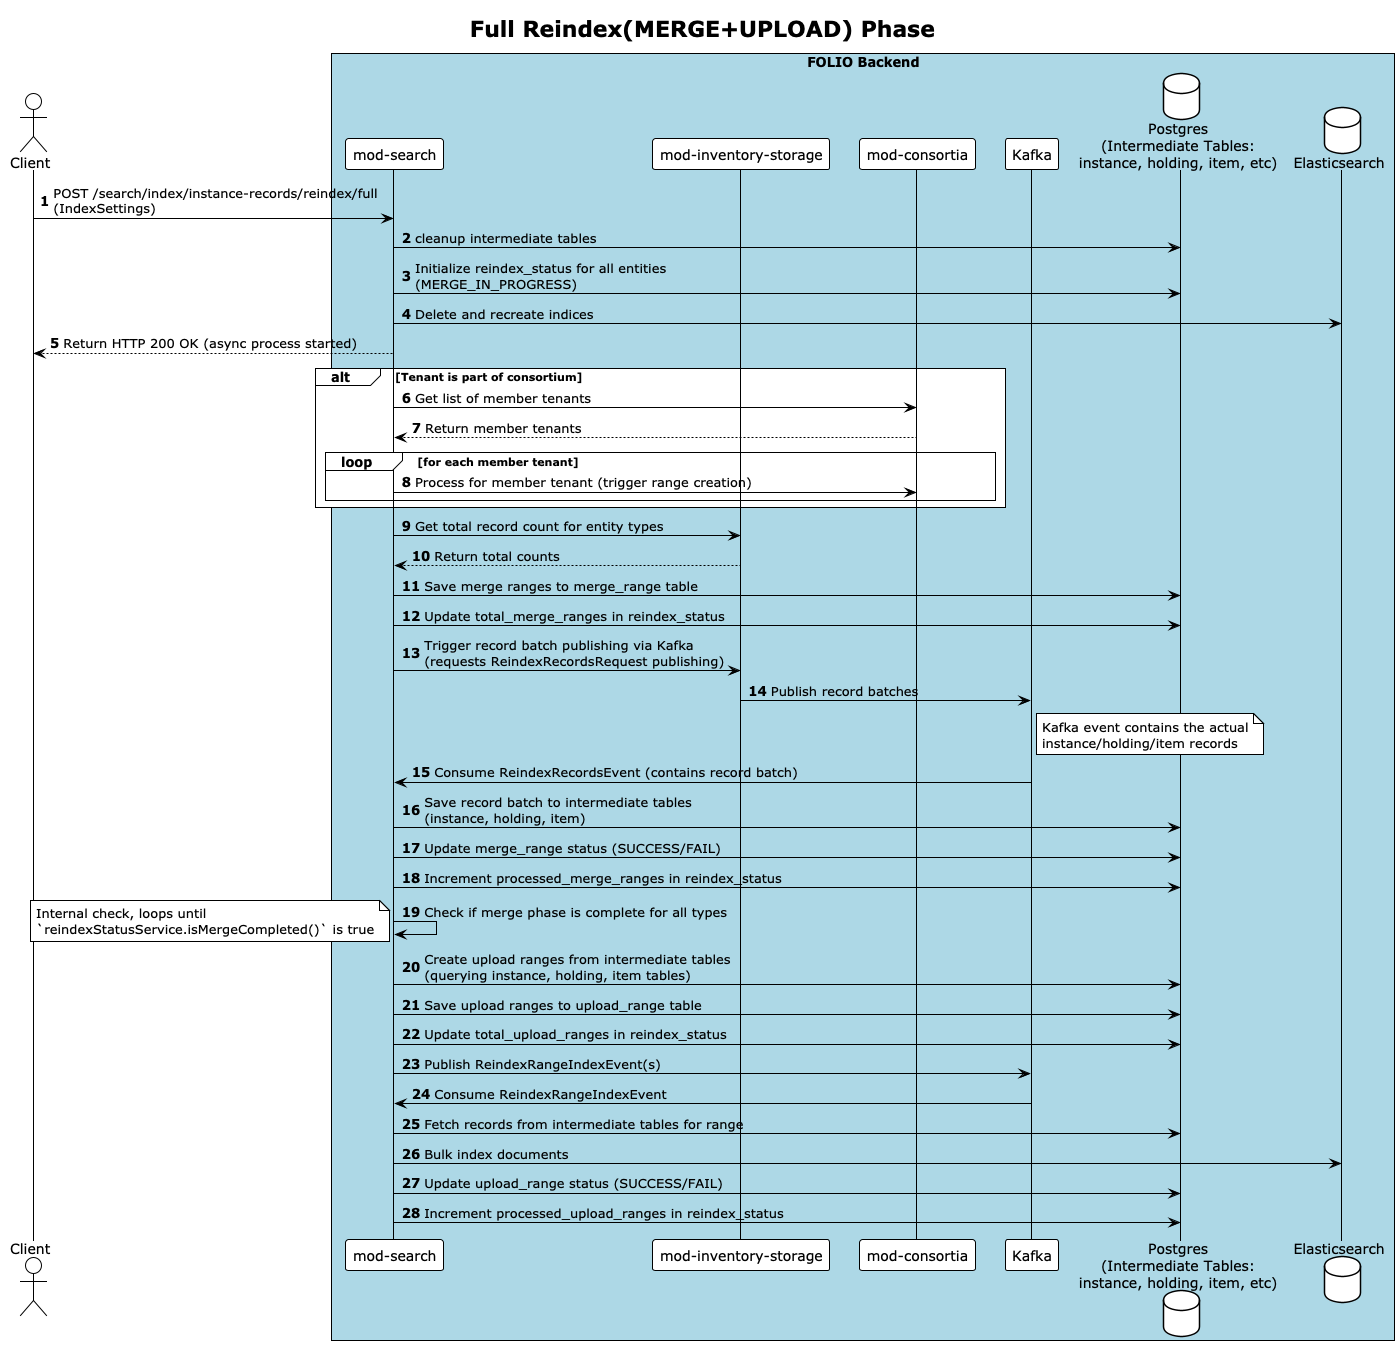 Full Reindex(MERGE+UPLOAD) Phase
FOLIO Backend
Client
mod-search
mod-inventory-storage
mod-consortia
Kafka
Postgres
(Intermediate Tables:
instance, holding, item, etc)
Elasticsearch
1 POST /search/index/instance-records/reindex/full
(IndexSettings)
2 cleanup intermediate tables
3 Initialize reindex_status for all entities
(MERGE_IN_PROGRESS)
4 Delete and recreate indices
5 Return HTTP 200 OK (async process started)
alt [Tenant is part of consortium]
6 Get list of member tenants
7 Return member tenants
loop [for each member tenant]
8 Process for member tenant (trigger range creation)
9 Get total record count for entity types
10 Return total counts
11 Save merge ranges to merge_range table
12 Update total_merge_ranges in reindex_status
13 Trigger record batch publishing via Kafka
(requests ReindexRecordsRequest publishing)
14 Publish record batches
Kafka event contains the actual
instance/holding/item records
15 Consume ReindexRecordsEvent (contains record batch)
16 Save record batch to intermediate tables
(instance, holding, item)
17 Update merge_range status (SUCCESS/FAIL)
18 Increment processed_merge_ranges in reindex_status
19 Check if merge phase is complete for all types
Internal check, loops until
`reindexStatusService.isMergeCompleted()` is true
20 Create upload ranges from intermediate tables
(querying instance, holding, item tables)
21 Save upload ranges to upload_range table
22 Update total_upload_ranges in reindex_status
23 Publish ReindexRangeIndexEvent(s)
24 Consume ReindexRangeIndexEvent
25 Fetch records from intermediate tables for range
26 Bulk index documents
27 Update upload_range status (SUCCESS/FAIL)
28 Increment processed_upload_ranges in reindex_status
Client
mod-search
mod-inventory-storage
mod-consortia
Kafka
Postgres
(Intermediate Tables:
instance, holding, item, etc)
Elasticsearch